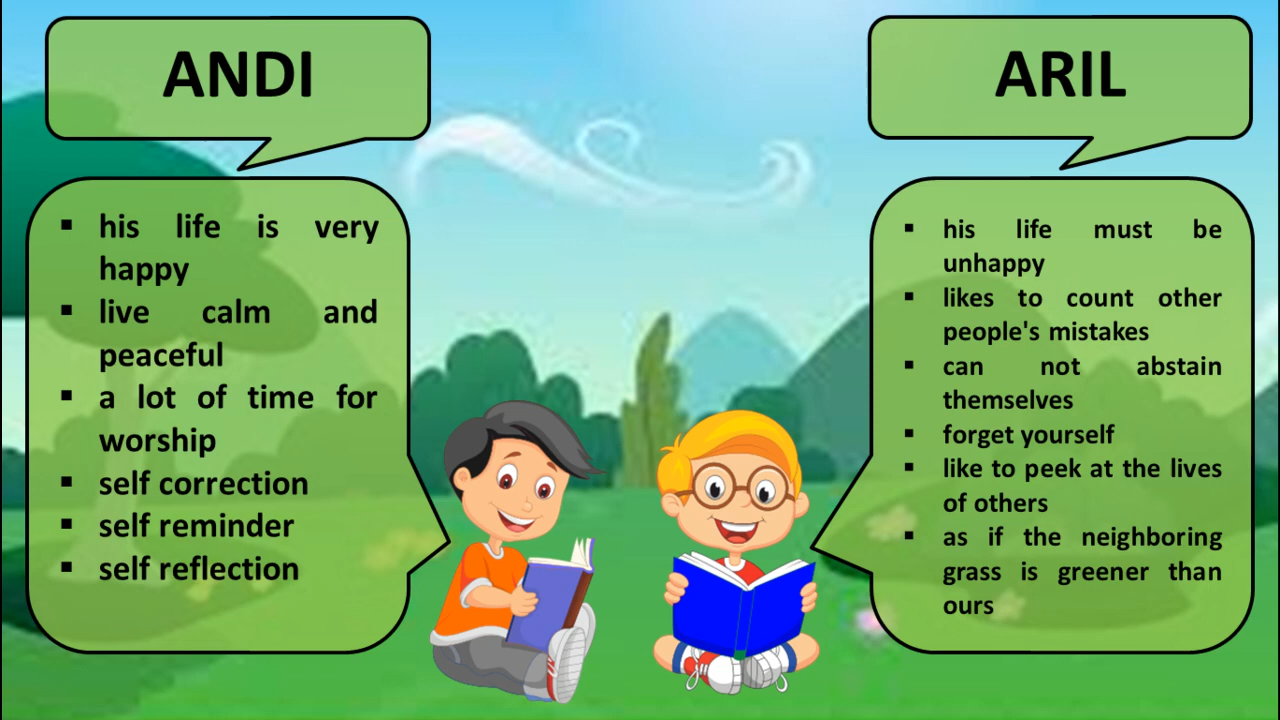 ANDI
▪ his life is very
happy
▪ live calm and
peaceful
▪ a lot of time for
worship
▪ self correction
▪ self reminder
▪ self reflection
ARIL
▪ his life must be
unhappy
▪ likes to count other
people's mistakes
▪ can not abstain
themselves
▪ forget yourself
▪ like to peek at the lives
of others
▪ as if the neighboring
grass is greener than
ours